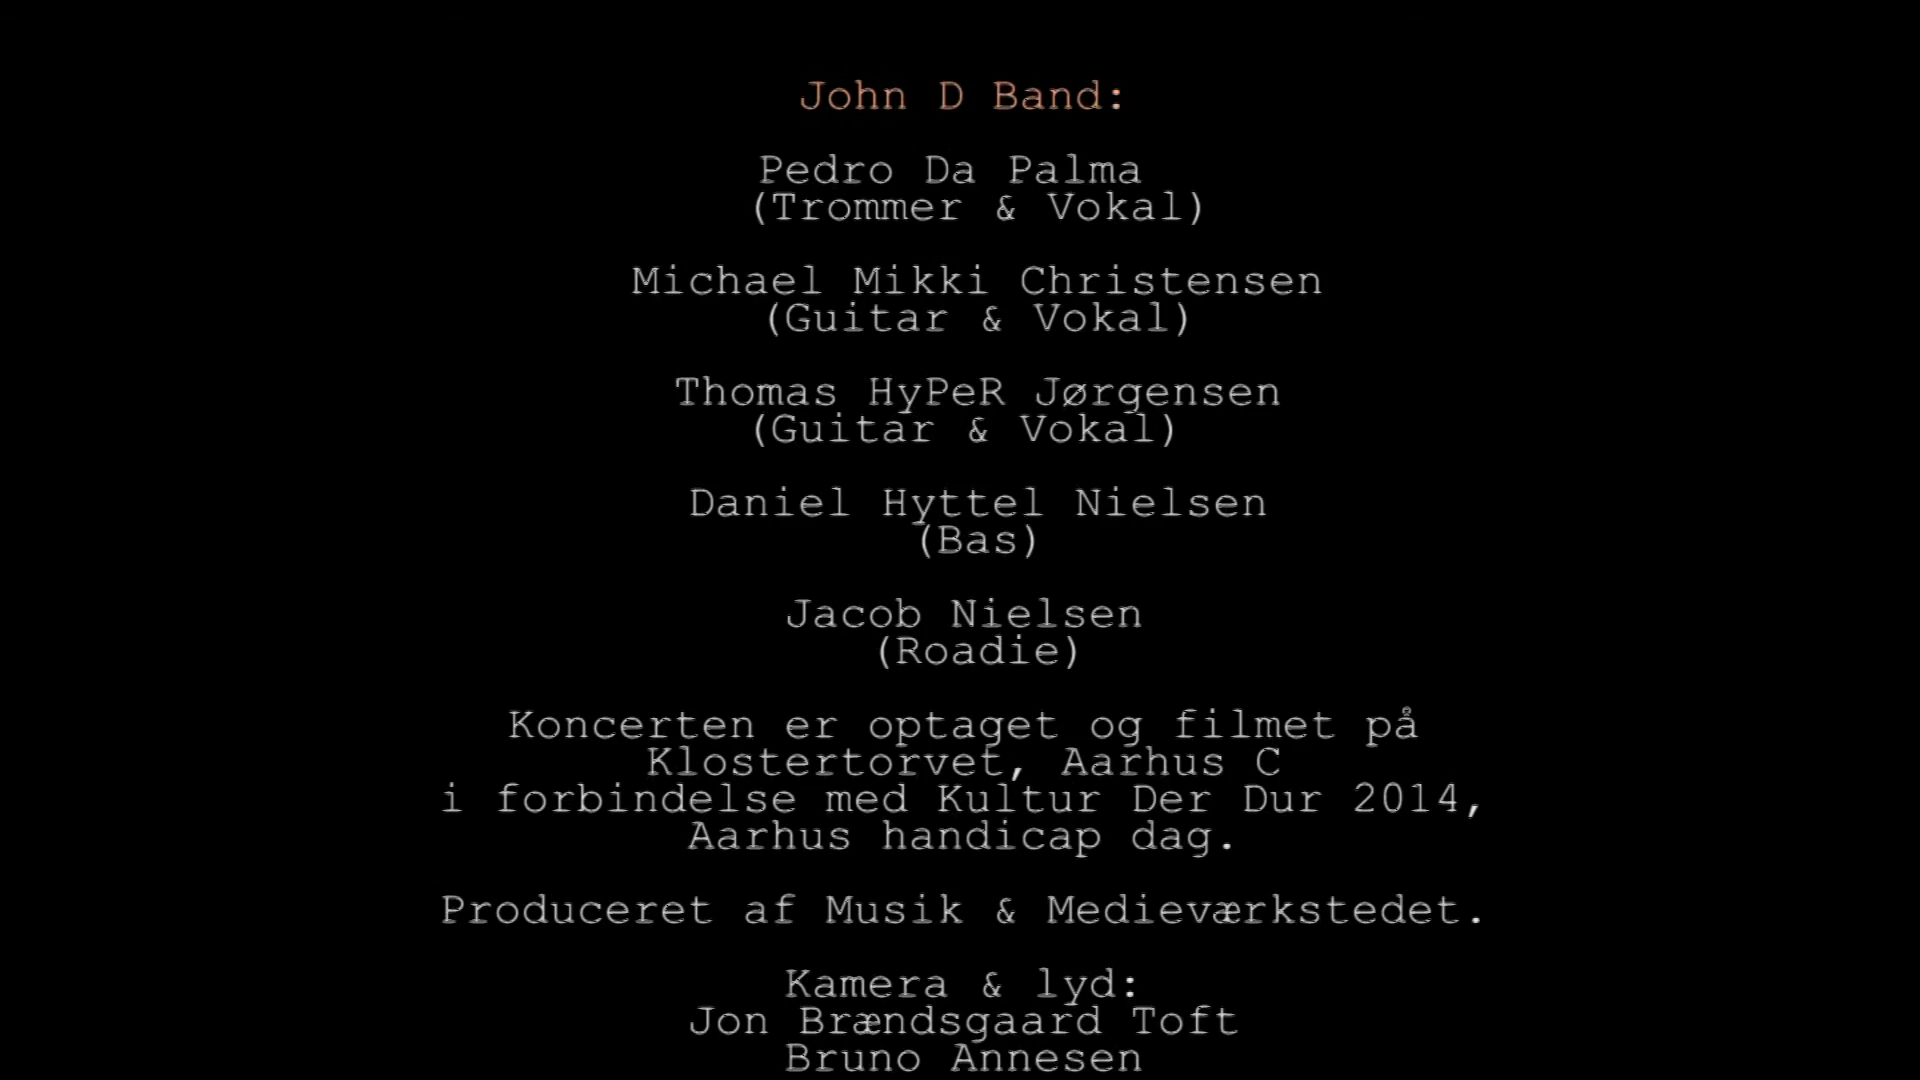 John D Band:
Pedro Da Palma
(Trommer & Vokal)
Michael Mikki Christensen
(Guitar & Vokal)
Thomas HyPeR Jørgensen
(Guitar & Vokal)
Daniel Hyttel Nielsen
(Bas)
Jacob Nielsen
(Roadie)
Koncerten er optaget og filmet på
Klostertorvet, Aarhus C
i forbindelse med Kultur Der Dur 2014,
Aarhus handicap dag.
Produceret af Musik & Medieværkstedet.
Kamera & lyd:
Jon Brændsgaard Toft
Bruno Annesen